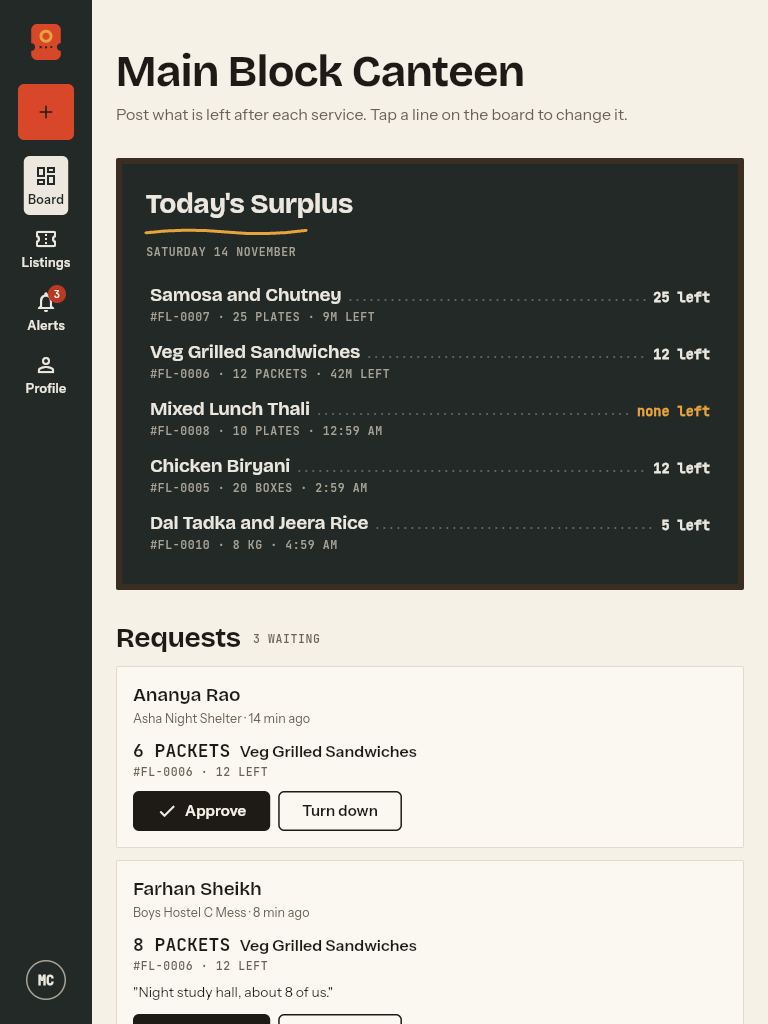 Main Block Canteen
Post what is left after each service. Tap a line on the board to change it.
Board
Listings
3
Alerts
Profile
MC
Today's Surplus
SATURDAY 14 NOVEMBER
Samosa and Chutney 25 left
#FL-0007 · 25 PLATES · 9M LEFT
Veg Grilled Sandwiches 12 left
#FL-0006 · 12 PACKETS · 42M LEFT
Mixed Lunch Thali none left
#FL-0008 · 10 PLATES · 12:59 AM
Chicken Biryani 12 left
#FL-0005 · 20 BOXES · 2:59 AM
Dal Tadka and Jeera Rice 5 left
#FL-0010 · 8 KG · 4:59 AM
Requests 3 WAITING
Ananya Rao
Asha Night Shelter · 14 min ago
6 PACKETS Veg Grilled Sandwiches
#FL-0006 · 12 LEFT
Approve Turn down
Farhan Sheikh
Boys Hostel C Mess · 8 min ago
8 PACKETS Veg Grilled Sandwiches
#FL-0006 · 12 LEFT
"Night study hall, about 8 of us."